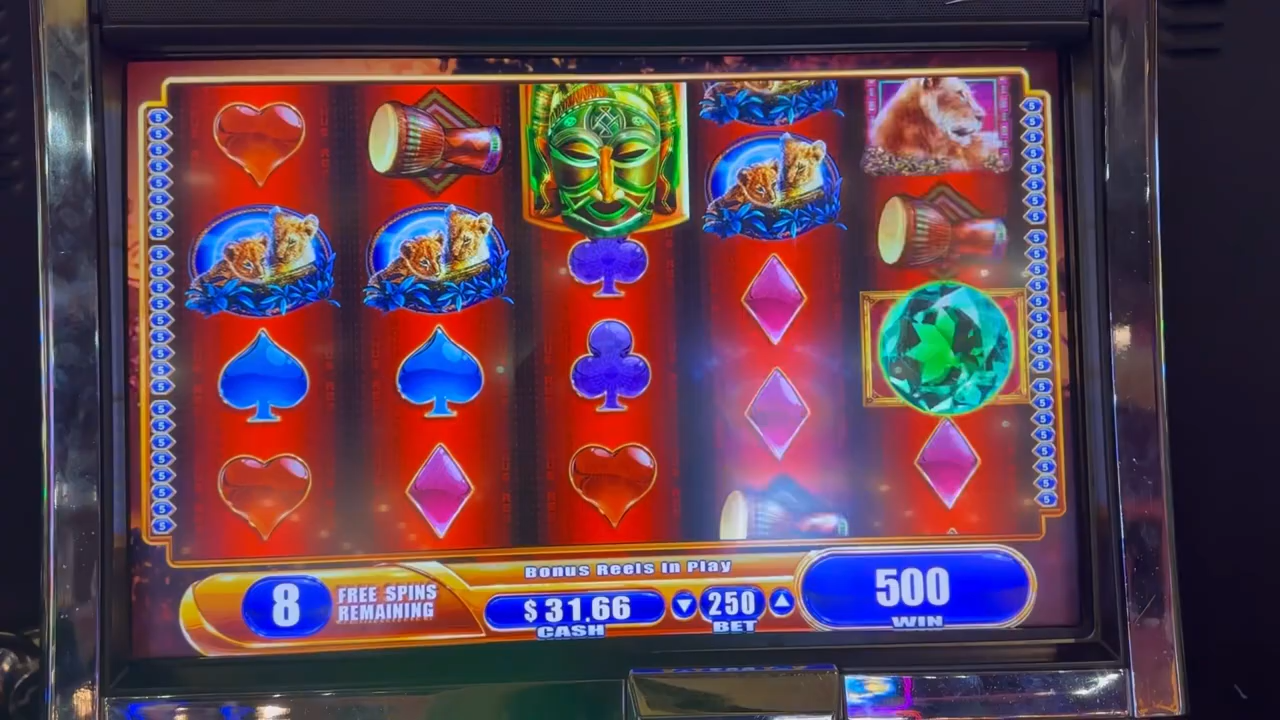 Bonus Reels in Play
8
FREE SPINS
REMAINING
$31.66
CASH
250
BET
500
WIN